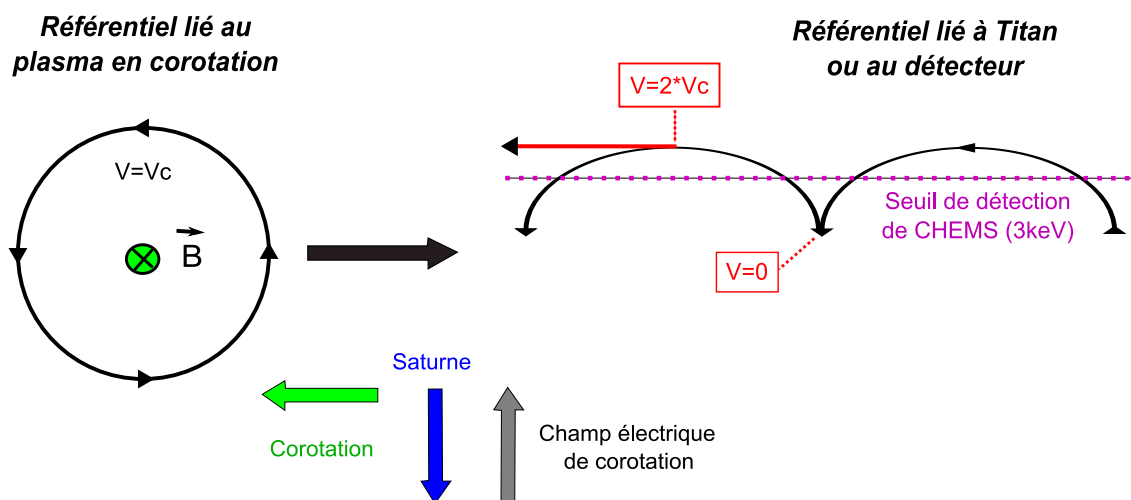 Référentiel lié au
plasma en corotation
Référentiel lié à Titan
ou au détecteur
V=2*Vc
V=Vc
B
Seuil de détection
de CHEMS (3keV)
V=0
Saturne
Corotation
Champ électrique
de corotation